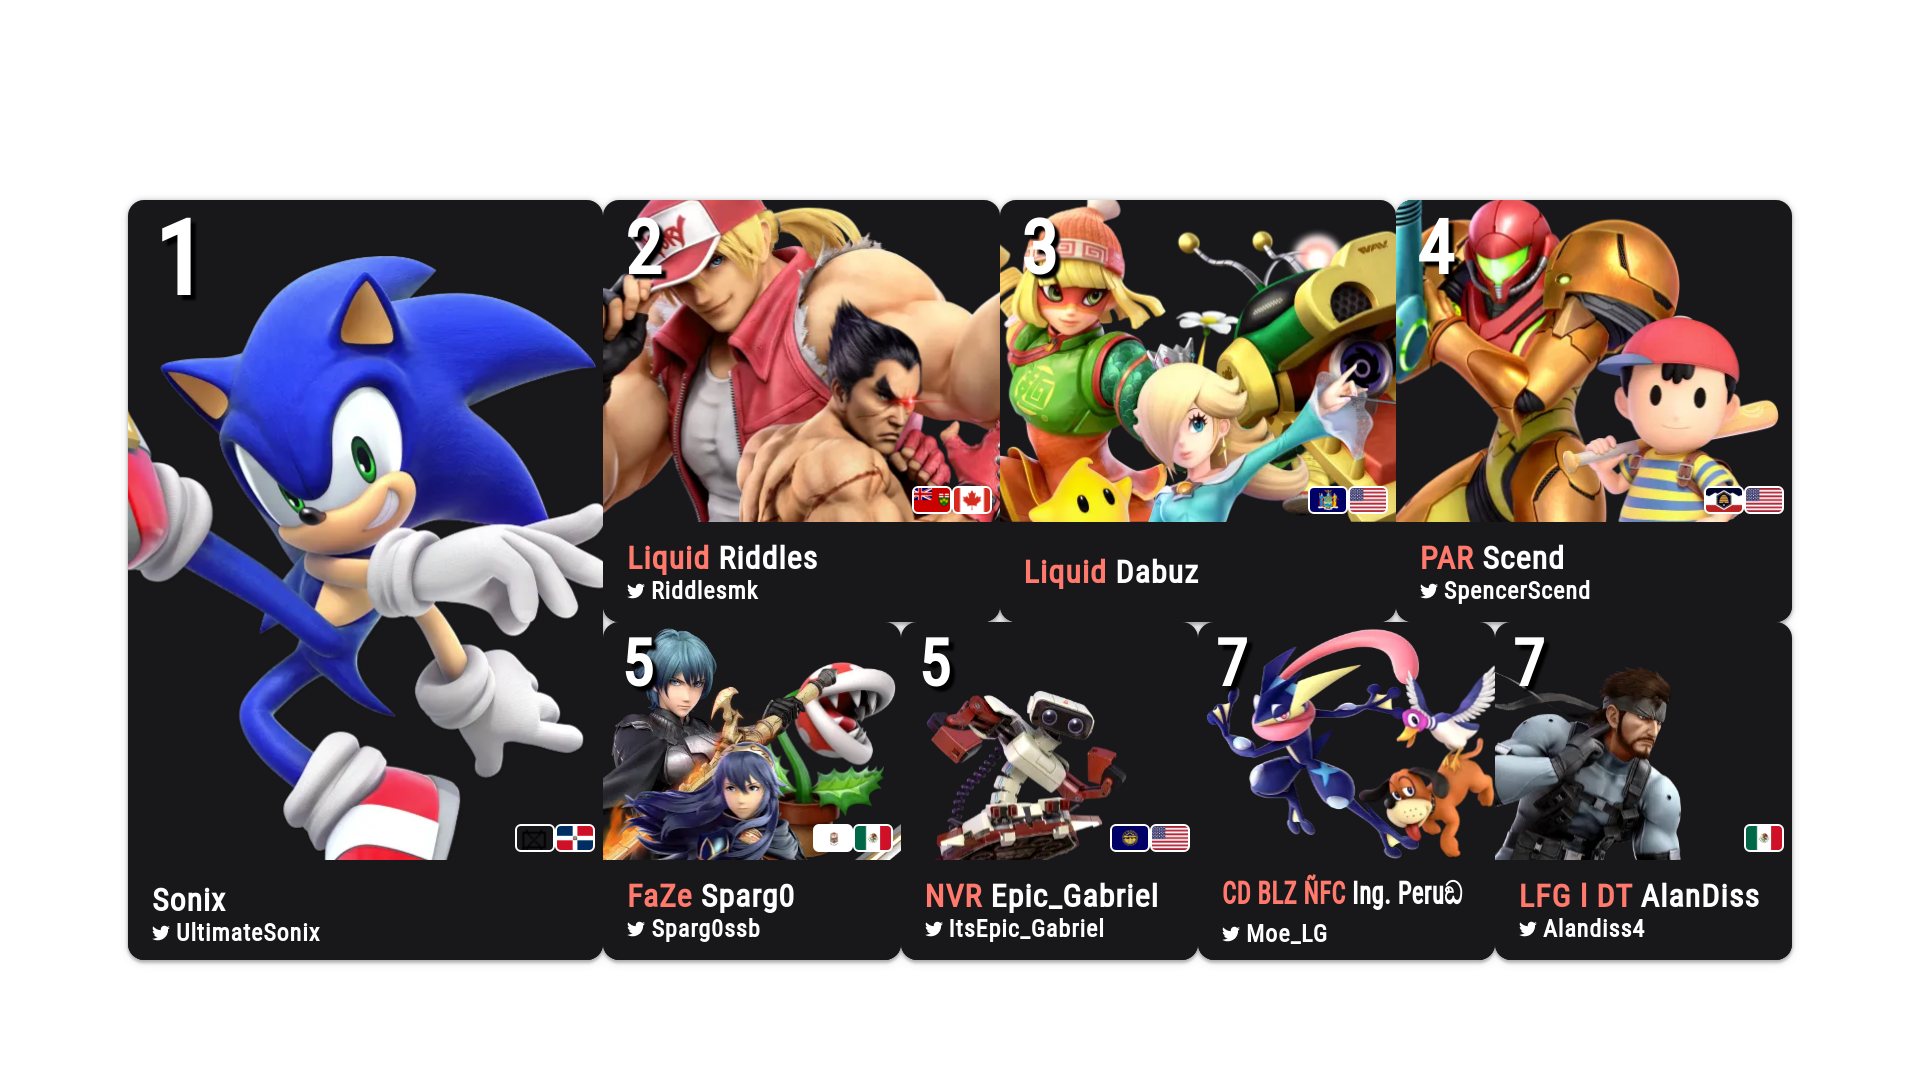 1
Sonix
UltimateSonix
2
Liquid Riddles
Riddlesmk
3
Liquid Dabuz
4
PAR Scend
SpencerScend
5
FaZe Sparg0
Sparg0ssb
5
NVR Epic_Gabriel
ItsEpic_Gabriel
7
CD BLZ ÑFC Ing. Peru
Moe_LG
7
LFG l DT AlanDiss
Alandiss4